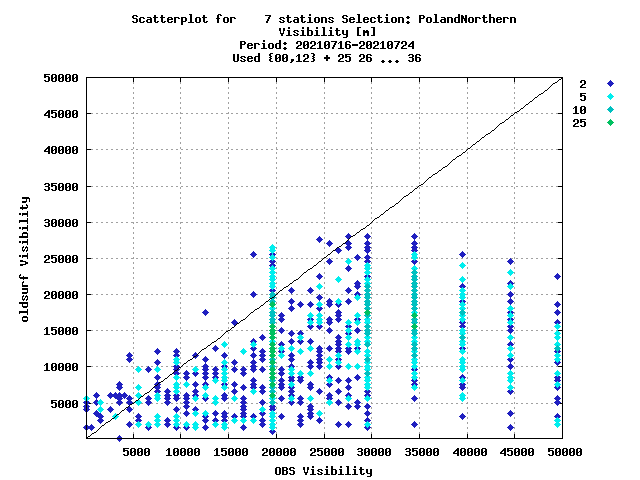 Scatterplot for    7 stations Selection: PolandNorthern
Visibility [m]
Period: 20210716-20210724
Used {00,12} + 25 26 ... 36
50000
45000
40000
35000
30000
25000
20000
15000
10000
5000
oldsurf Visibility
2
5
10
25
5000 10000 15000 20000 25000 30000 35000 40000 45000 50000
OBS Visibility